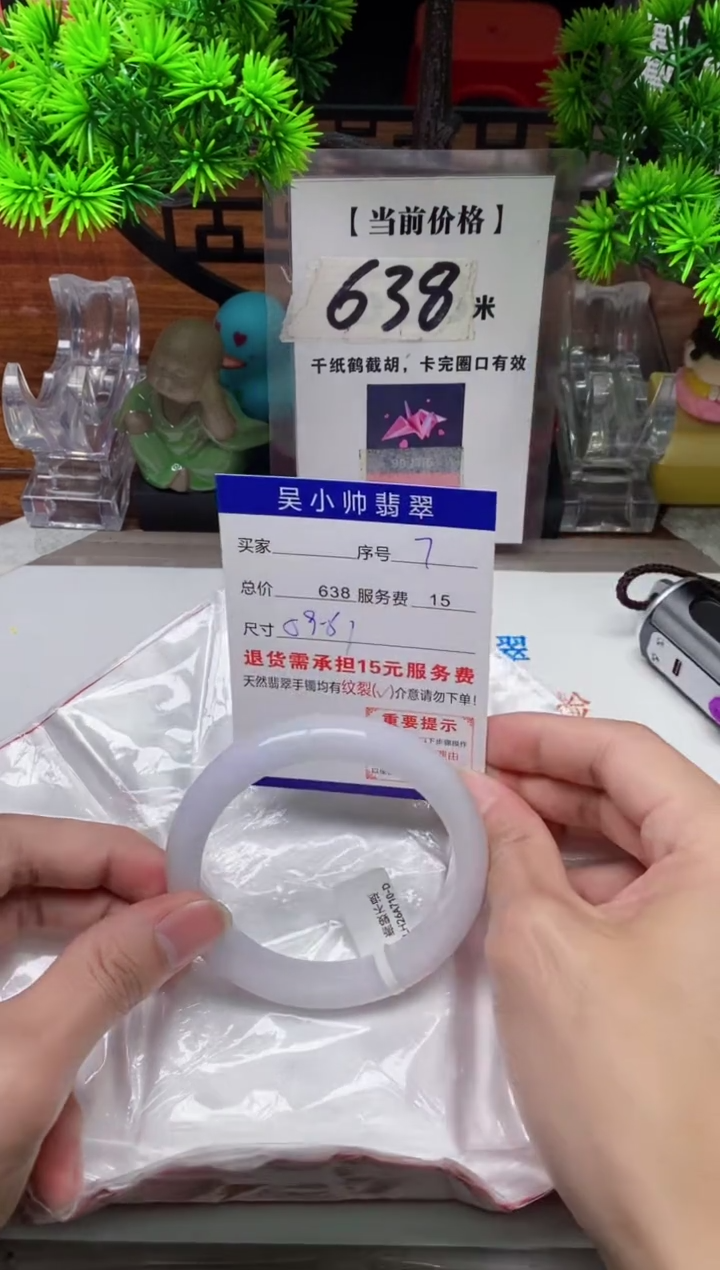 【当前价格】
638米
千纸鹤截胡，卡完圈口有效
吴小帅翡翠
买家 序号 7
总价 638 服务费 15
尺寸
退货需承担15元服务费
天然翡翠手镯均有纹裂(✓)介意请勿下单!
重要提示
翠